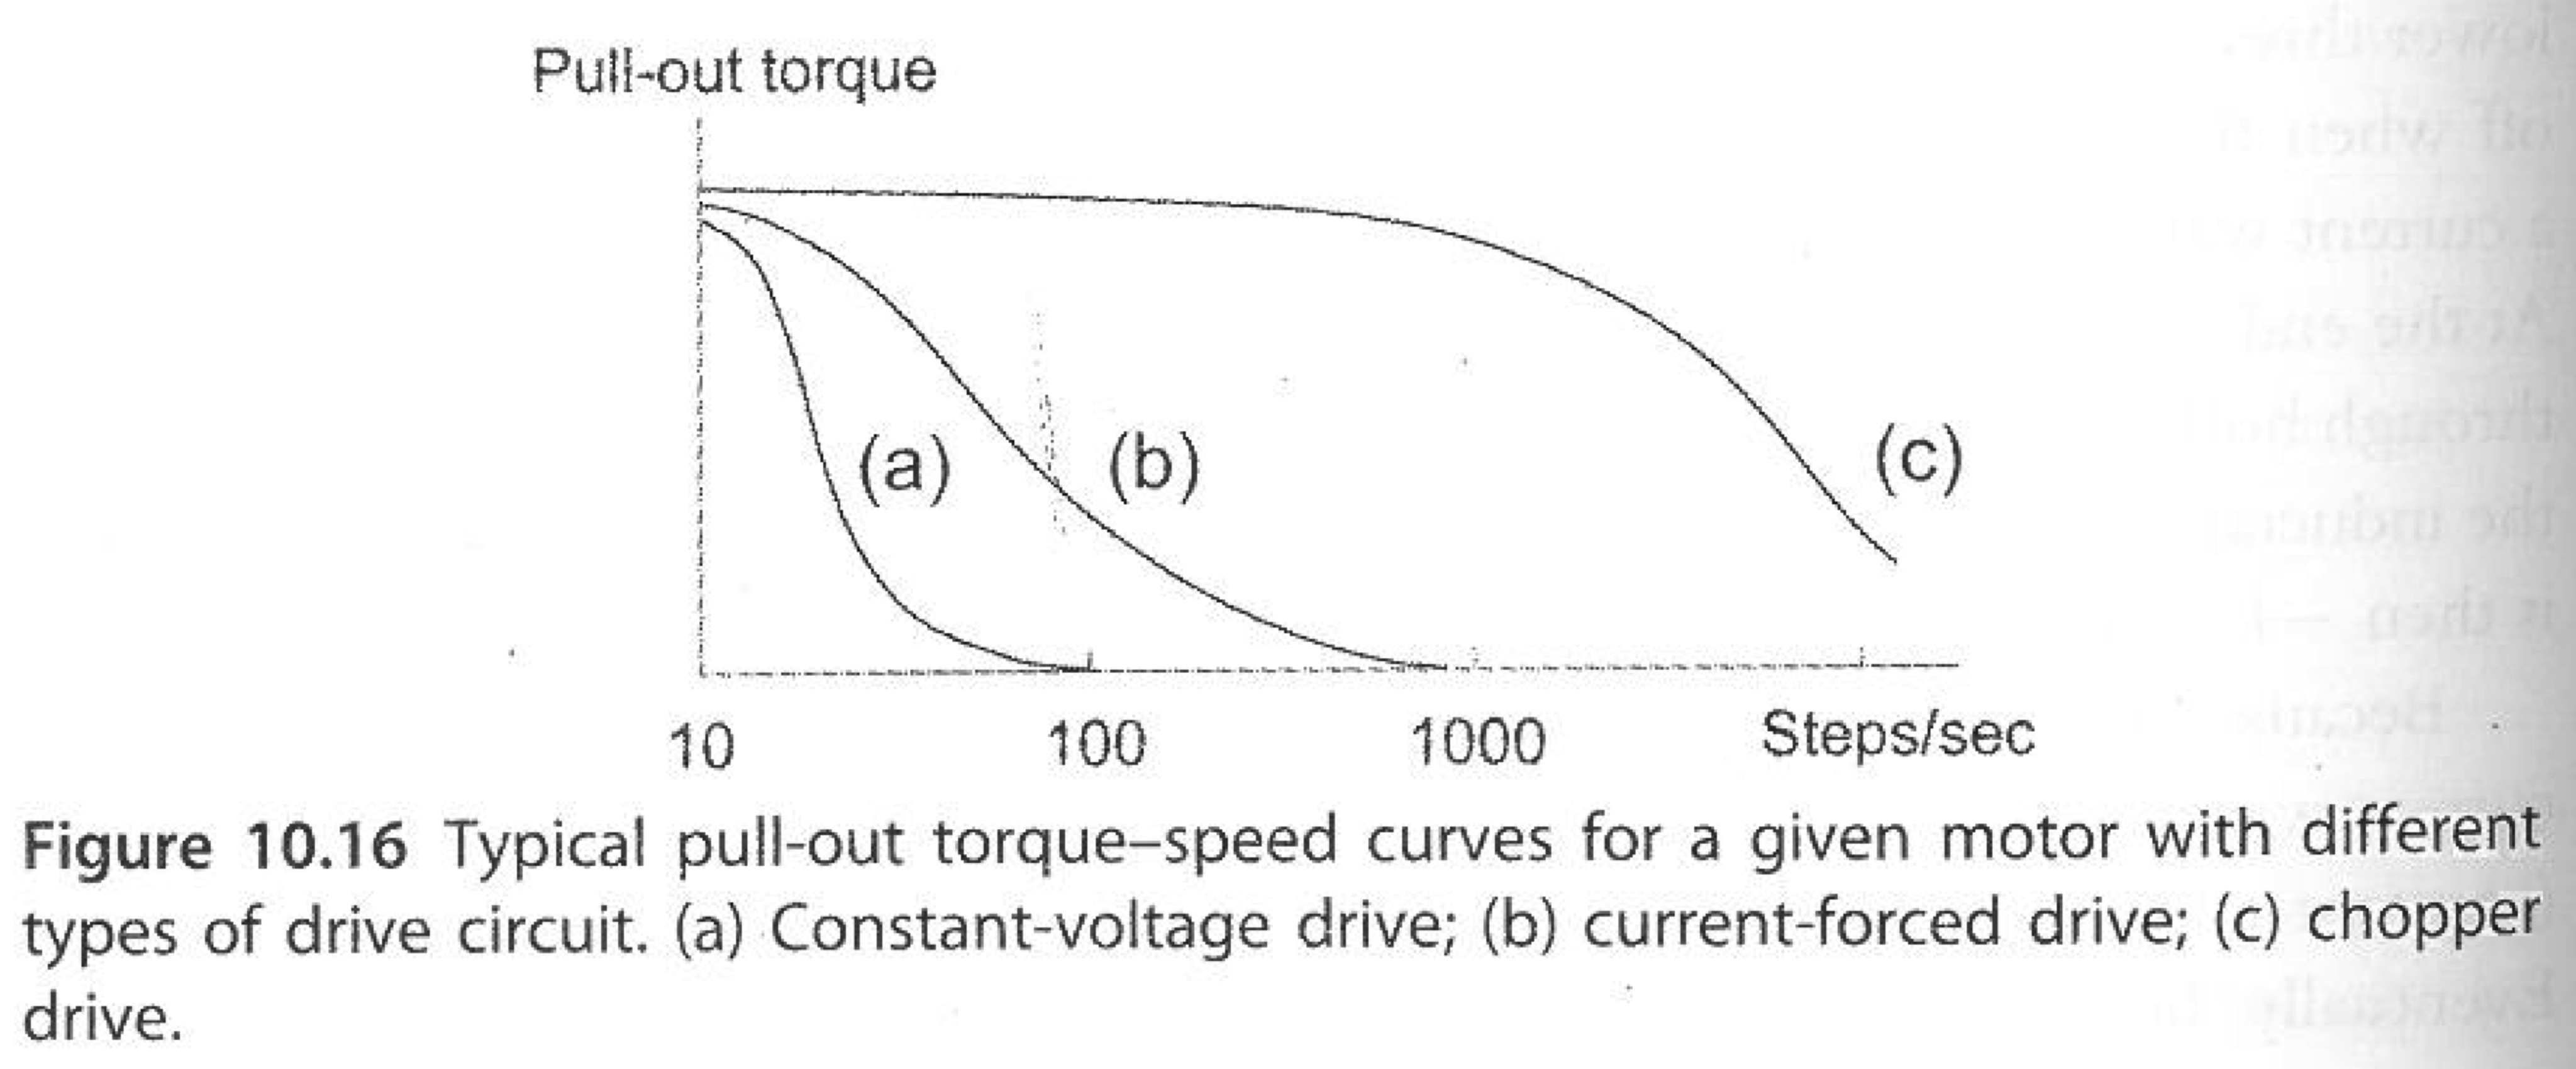 Pull-out torque
(a)
(b)
(c)
10
100
1000
Steps/sec
Figure 10.16 Typical pull-out torque–speed curves for a given motor with different
types of drive circuit. (a) Constant-voltage drive; (b) current-forced drive; (c) chopper
drive.